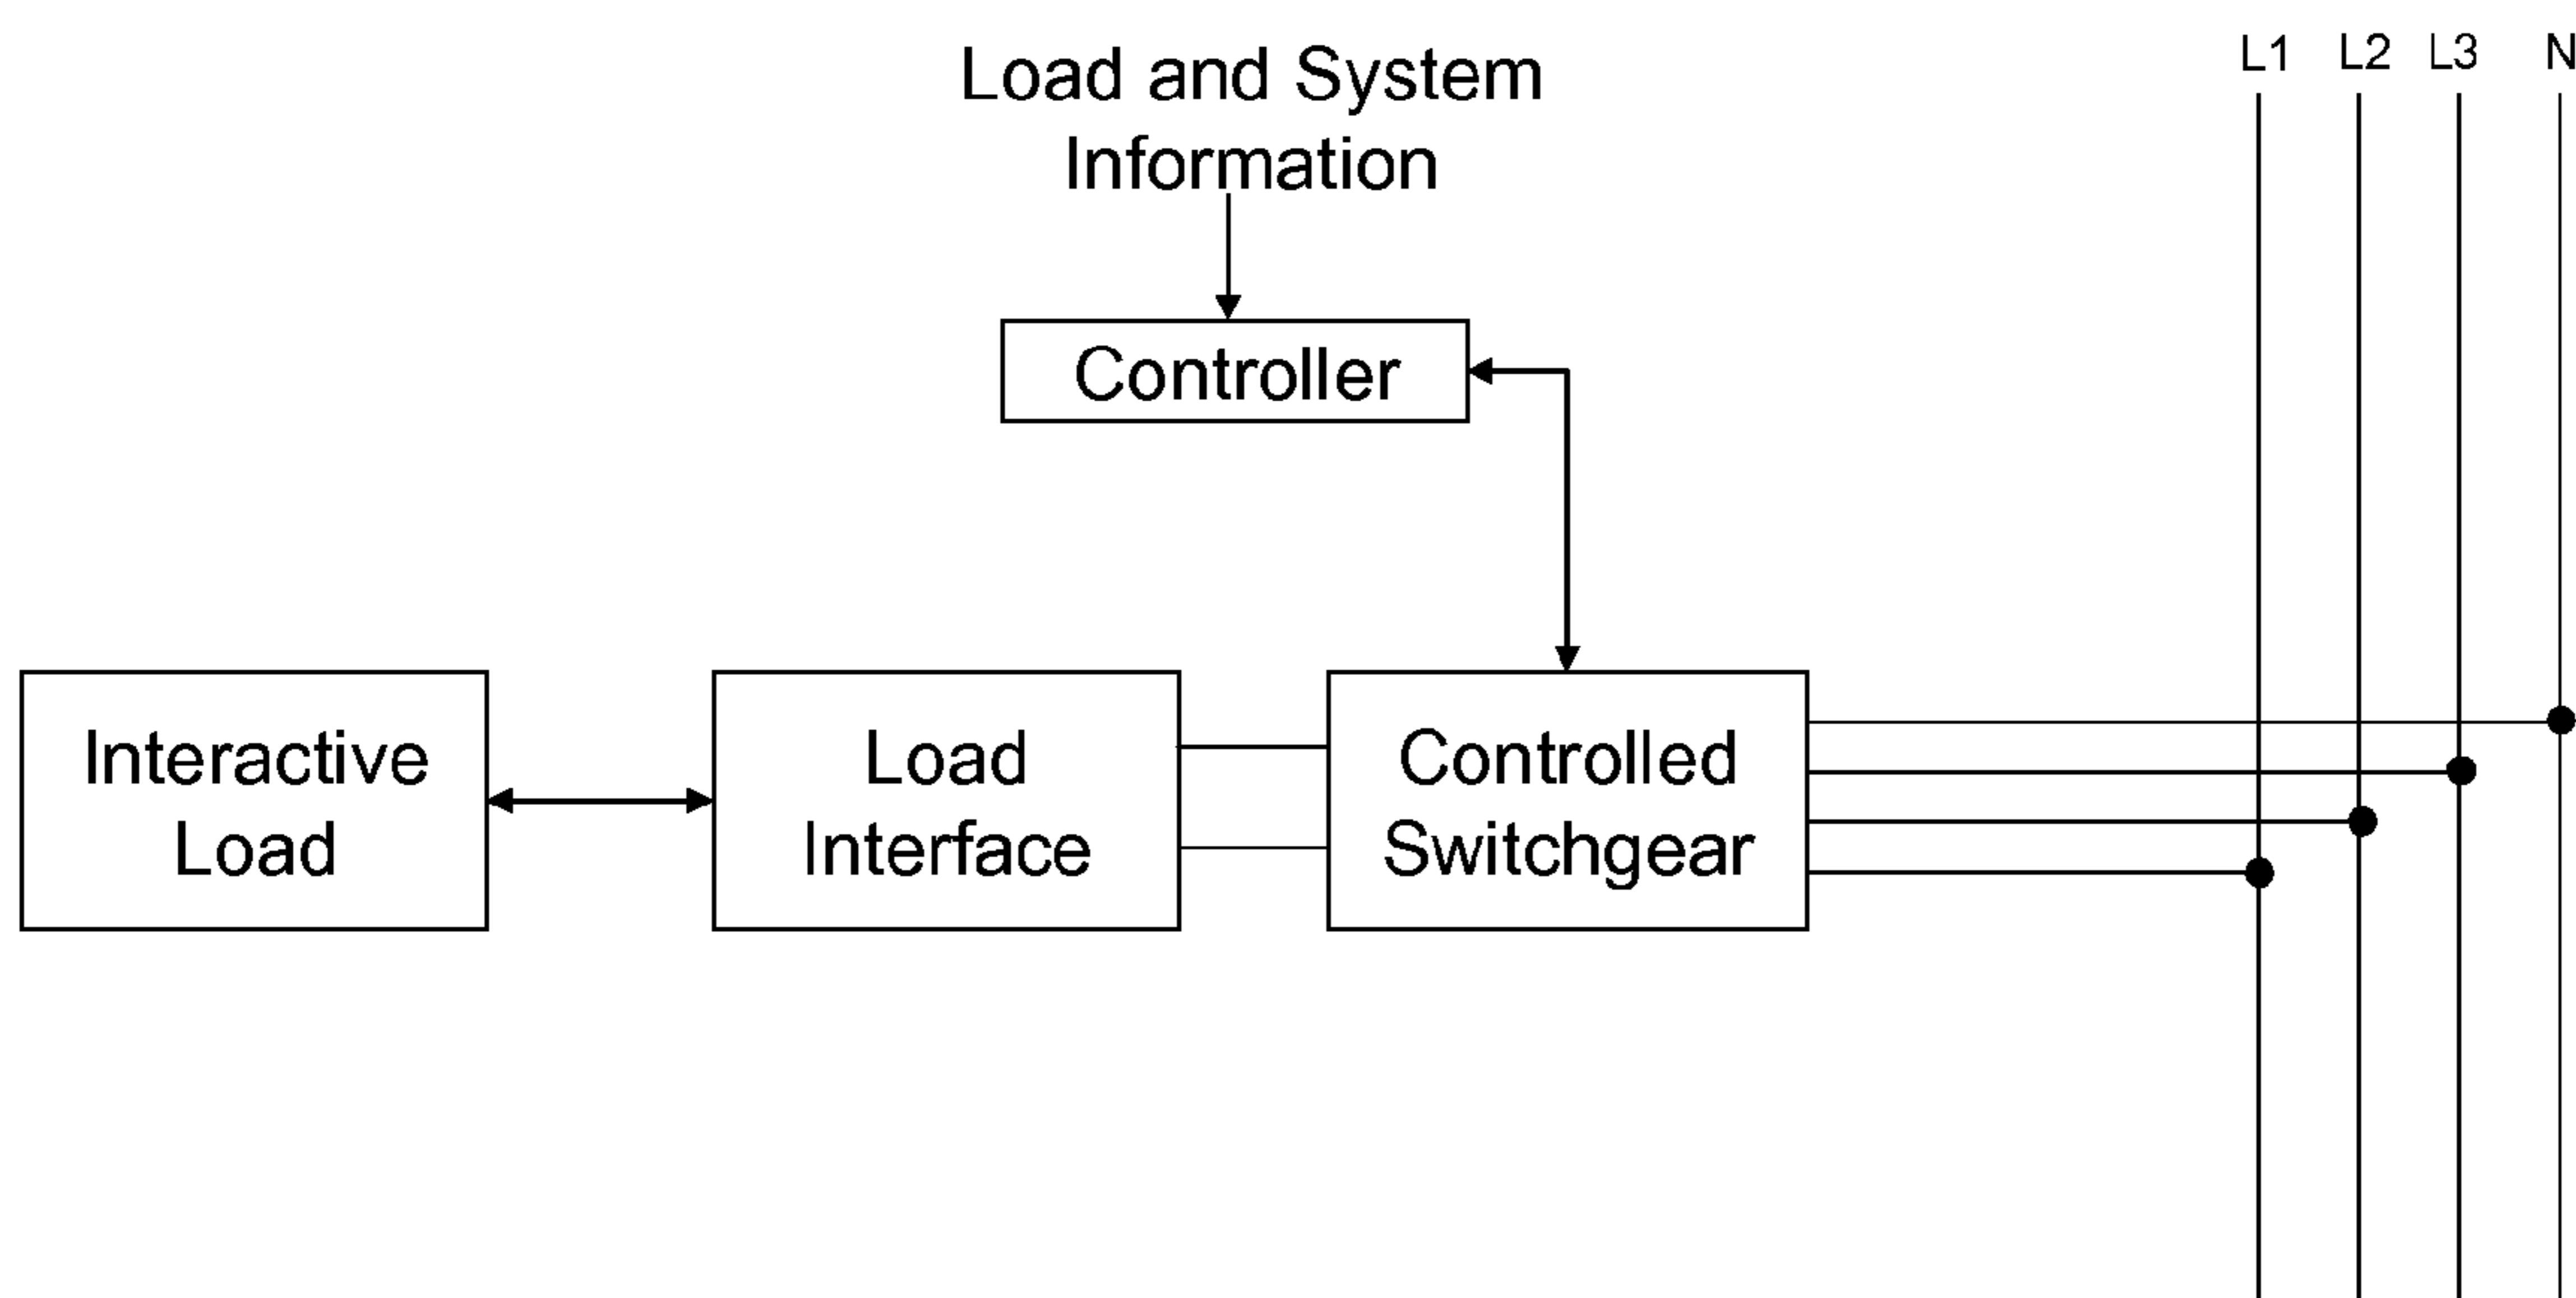 Load and System
Information
L1 L2 L3 N
Controller
Interactive
Load
Load
Interface
Controlled
Switchgear